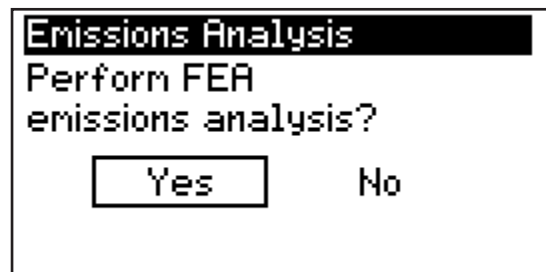 Emissions Analysis
Perform FEA
emissions analysis?
Yes No